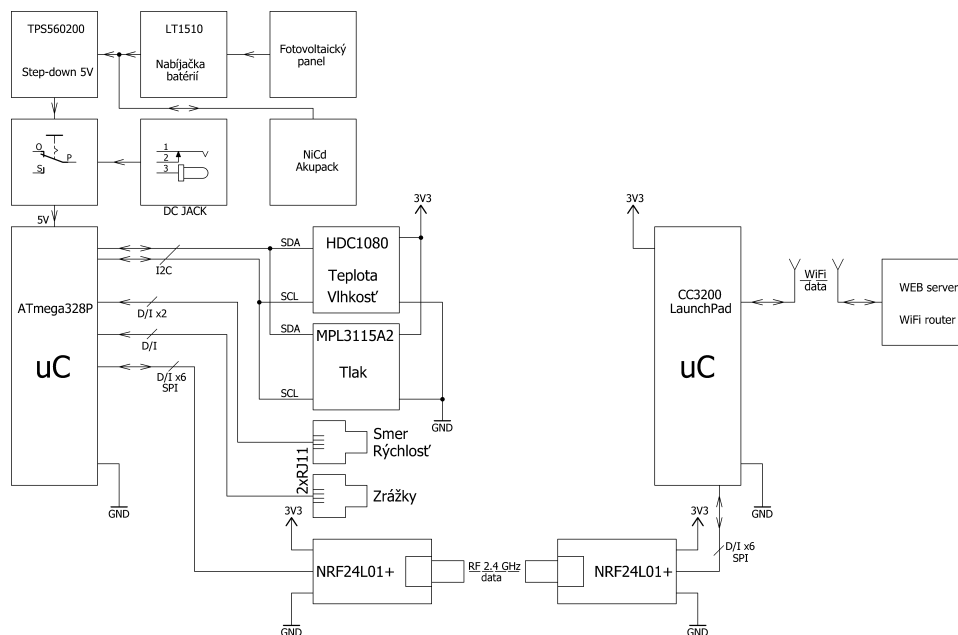 TPS560200
Step-down 5V
LT1510
Nabíjačka
batérií
Fotovoltaický
panel
O
P
S
1
2
3
DC JACK
NiCd
Akupack
5V
ATmega328P
uC
I2C
D/I x2
D/I
D/I x6
SPI
GND
SDA
SCL
HDC1080
Teplota
Vlhkosť
3V3
SDA
SCL
MPL3115A2
Tlak
GND
2xRJ11
Smer
Rýchlosť
Zrážky
3V3
NRF24L01+
GND
RF 2.4 GHz
data
NRF24L01+
3V3
GND
D/I x6
SPI
3V3
CC3200
LaunchPad
uC
GND
WiFi
data
WEB server
WiFi router